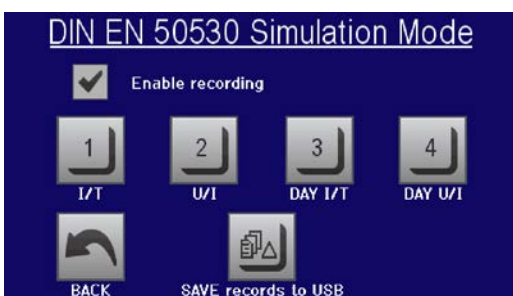 DIN EN 50530 Simulation Mode
Enable recording
1 2 3 4
I/T U/I DAY I/T DAY U/I
BACK SAVE records to USB